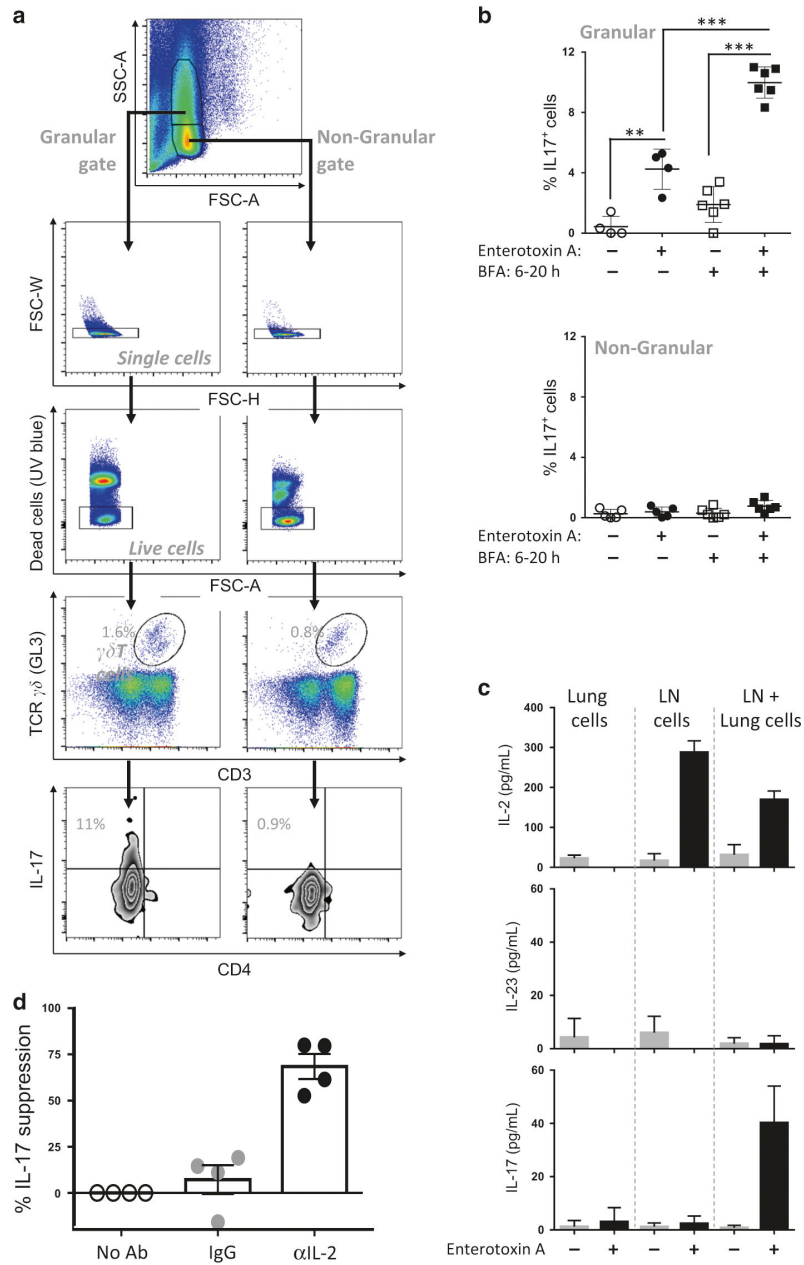 a
SSC-A
Granular
gate
Non-Granular
gate
FSC-A
FSC-W
Single cells
FSC-H
Dead cells (UV blue)
Live cells
FSC-A
TCR γδ (GL3)
1.6%
γδT
cells
0.8%
CD3
IL-17
11%
0.9%
CD4
b
Granular
***
***
**
% IL17+ cells
12
8
4
0
Enterotoxin A: – + – +
BFA: 6-20 h – – + +
Non-Granular
% IL17+ cells
12
8
4
0
Enterotoxin A: – + – +
BFA: 6-20 h – – + +
c
Lung cells
LN cells
LN + Lung cells
IL-2 (pg/mL)
400
300
200
100
0
IL-23 (pg/mL)
60
40
20
0
IL-17 (pg/mL)
60
40
20
0
Enterotoxin A – + – + – +
d
% IL-17 suppression
100
75
50
25
0
No Ab IgG αIL-2